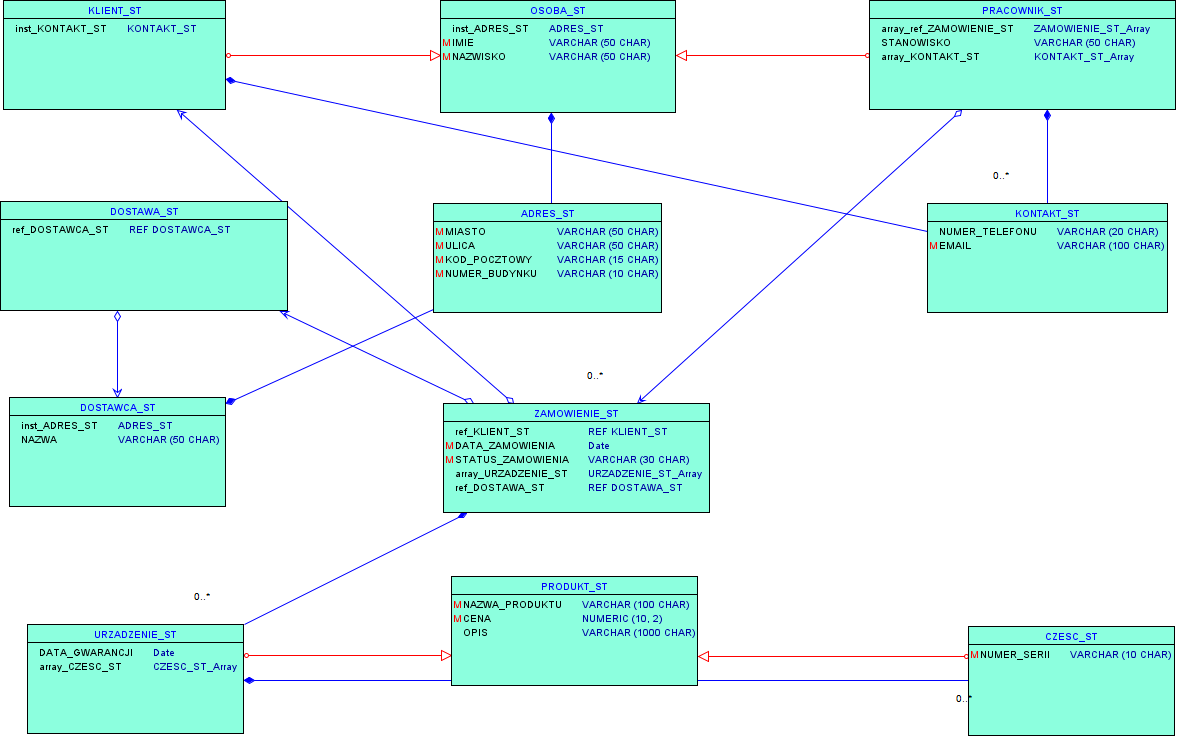 KLIENT_ST
inst_KONTAKT_ST KONTAKT_ST
OSOBA_ST
inst_ADRES_ST ADRES_ST
M IMIE VARCHAR (50 CHAR)
M NAZWISKO VARCHAR (50 CHAR)
PRACOWNIK_ST
array_ref_ZAMOWIENIE_ST ZAMOWIENIE_ST_Array
STANOWISKO VARCHAR (50 CHAR)
array_KONTAKT_ST KONTAKT_ST_Array
0..*
DOSTAWA_ST
ref_DOSTAWCA_ST REF DOSTAWCA_ST
ADRES_ST
M MIASTO VARCHAR (50 CHAR)
M ULICA VARCHAR (50 CHAR)
M KOD_POCZTOWY VARCHAR (15 CHAR)
M NUMER_BUDYNKU VARCHAR (10 CHAR)
KONTAKT_ST
NUMER_TELEFONU VARCHAR (20 CHAR)
M EMAIL VARCHAR (100 CHAR)
0..*
DOSTAWCA_ST
inst_ADRES_ST ADRES_ST
NAZWA VARCHAR (50 CHAR)
ZAMOWIENIE_ST
ref_KLIENT_ST REF KLIENT_ST
M DATA_ZAMOWIENIA Date
M STATUS_ZAMOWIENIA VARCHAR (30 CHAR)
array_URZADZENIE_ST URZADZENIE_ST_Array
ref_DOSTAWA_ST REF DOSTAWA_ST
0..*
PRODUKT_ST
M NAZWA_PRODUKTU VARCHAR (100 CHAR)
M CENA NUMERIC (10, 2)
OPIS VARCHAR (1000 CHAR)
URZADZENIE_ST
DATA_GWARANCJI Date
array_CZESC_ST CZESC_ST_Array
CZESC_ST
M NUMER_SERII VARCHAR (10 CHAR)
0..*